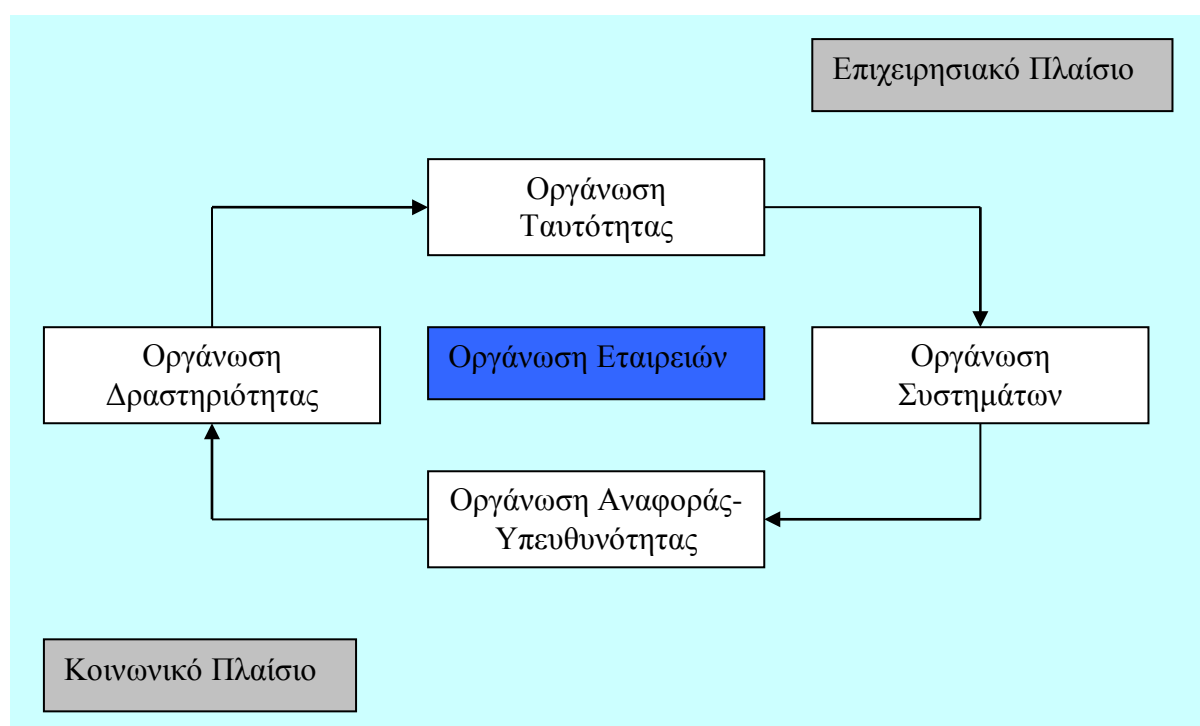 Επιχειρησιακό Πλαίσιο
Οργάνωση
Ταυτότητας
Οργάνωση
Δραστηριότητας
Οργάνωση Εταιρειών
Οργάνωση
Συστημάτων
Οργάνωση Αναφοράς-
Υπευθυνότητας
Κοινωνικό Πλαίσιο